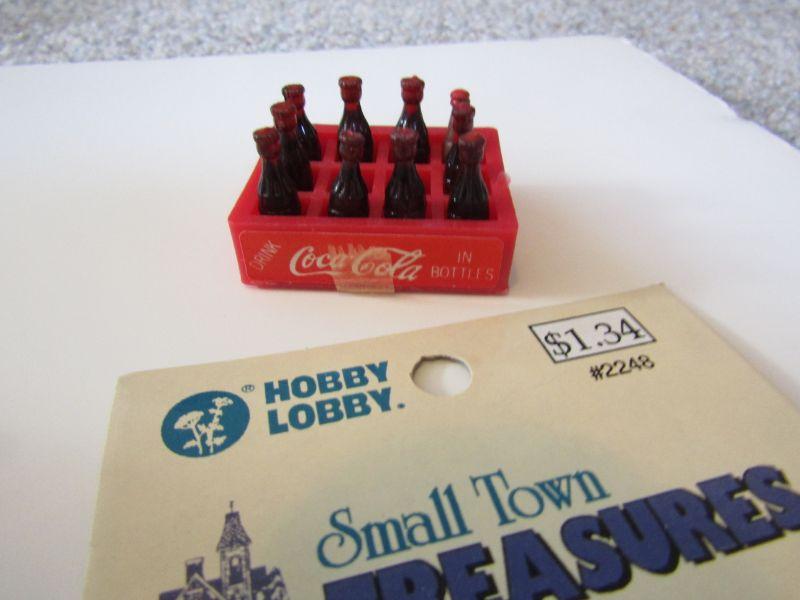 DRINK Coca-Cola IN BOTTLES
$1.34
#2248
® HOBBY LOBBY.
Small Town
TREASURES